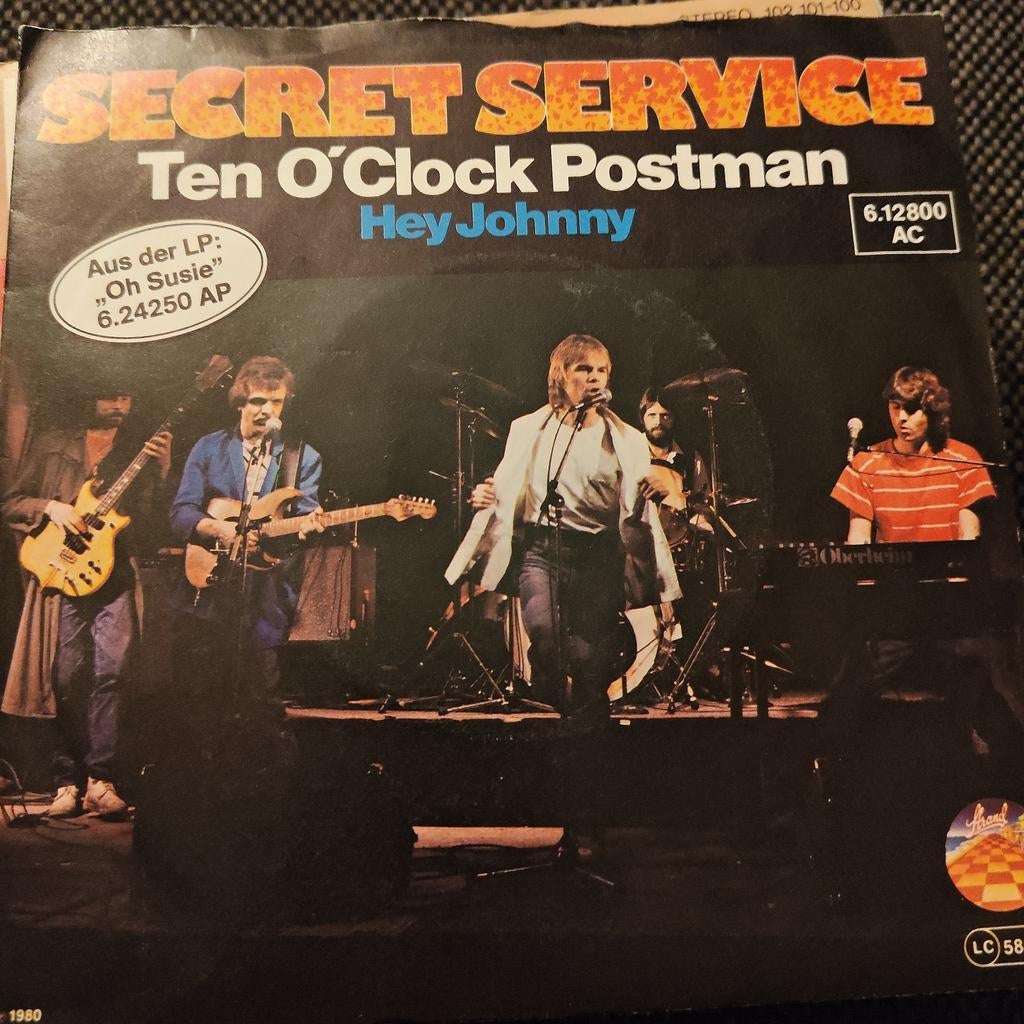 STEREO 102 101-100
SECRET SERVICE
Ten O'Clock Postman
Hey Johnny
6.12800
AC
Aus der LP:
„Oh Susie”
6.24250 AP
Oberheim
Strand
LC 58
1980